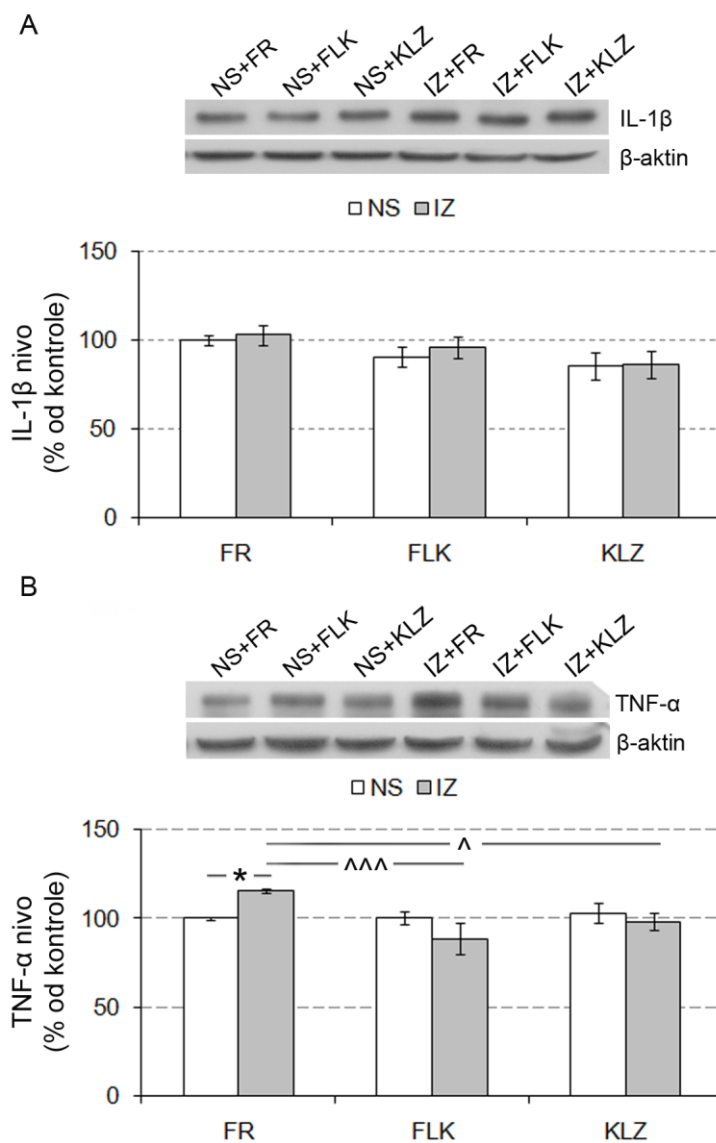 A
NS+FR NS+FLK NS+KLZ IZ+FR IZ+FLK IZ+KLZ
IL-1β
β-aktin
NS IZ
IL-1β nivo
(% od kontrole)
150
100
50
0
FR FLK KLZ
B
NS+FR NS+FLK NS+KLZ IZ+FR IZ+FLK IZ+KLZ
TNF-α
β-aktin
NS IZ
TNF-α nivo
(% od kontrole)
150
^
^^^
*
100
50
0
FR FLK KLZ